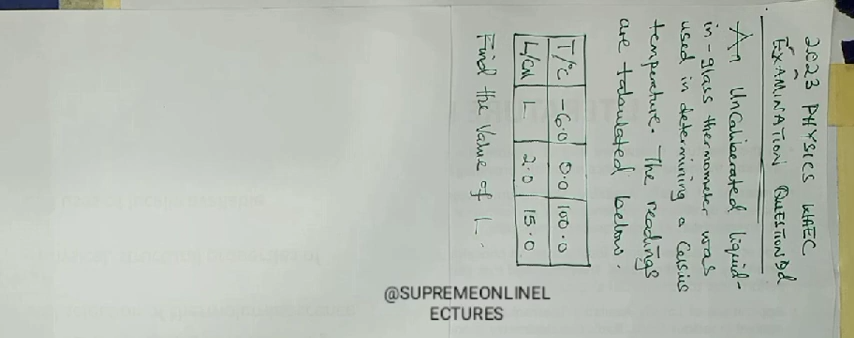 2023 PHYSICS WAEC
EXAMINATION QUESTION 9d
An Uncaliberated liquid-
in-glass thermometer was
used in determining a Celsius
temperature. The readings
are tabulated below.
T/°C -6.0 0.0 100.0
L/cm L 2.0 15.0
Find the value of L.
@SUPREMEONLINEL
ECTURES